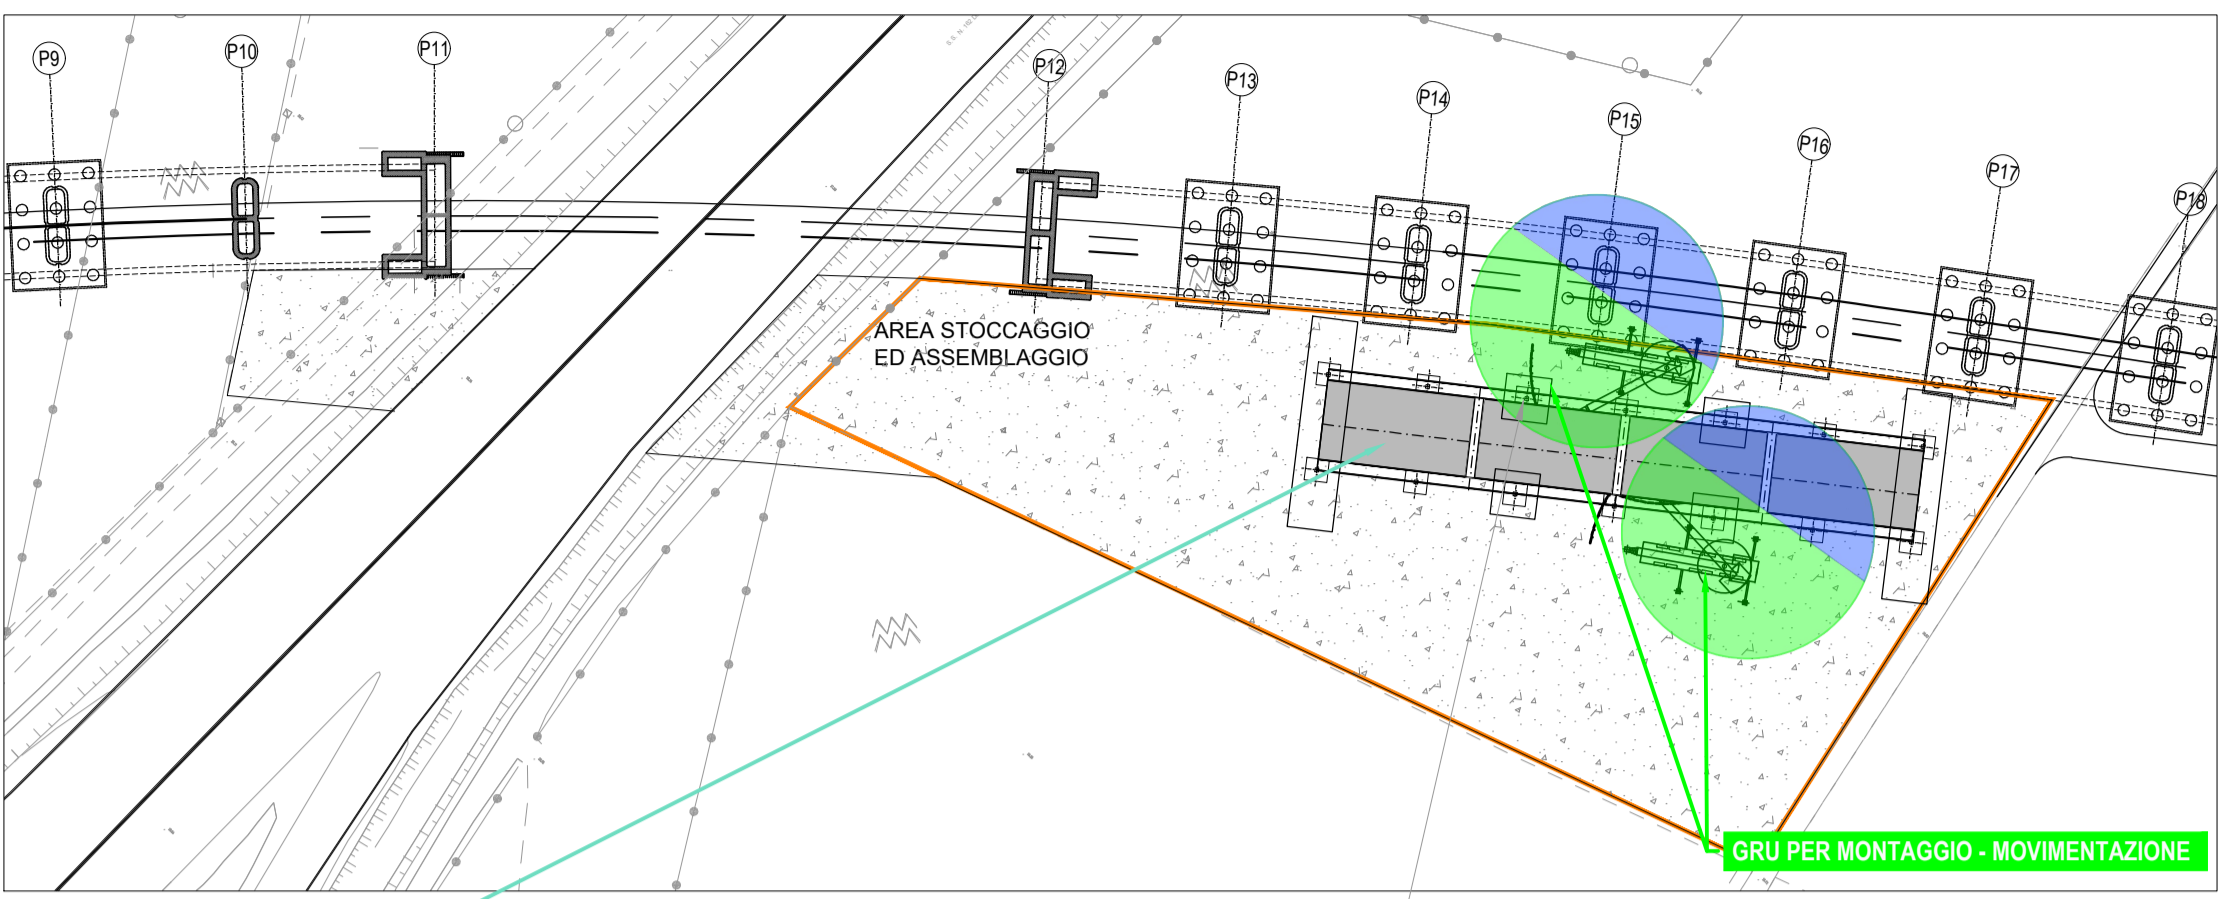 P9
P10
P11
P12
P13
P14
P15
P16
P17
P18
AREA STOCCAGGIO
ED ASSEMBLAGGIO
GRU PER MONTAGGIO - MOVIMENTAZIONE